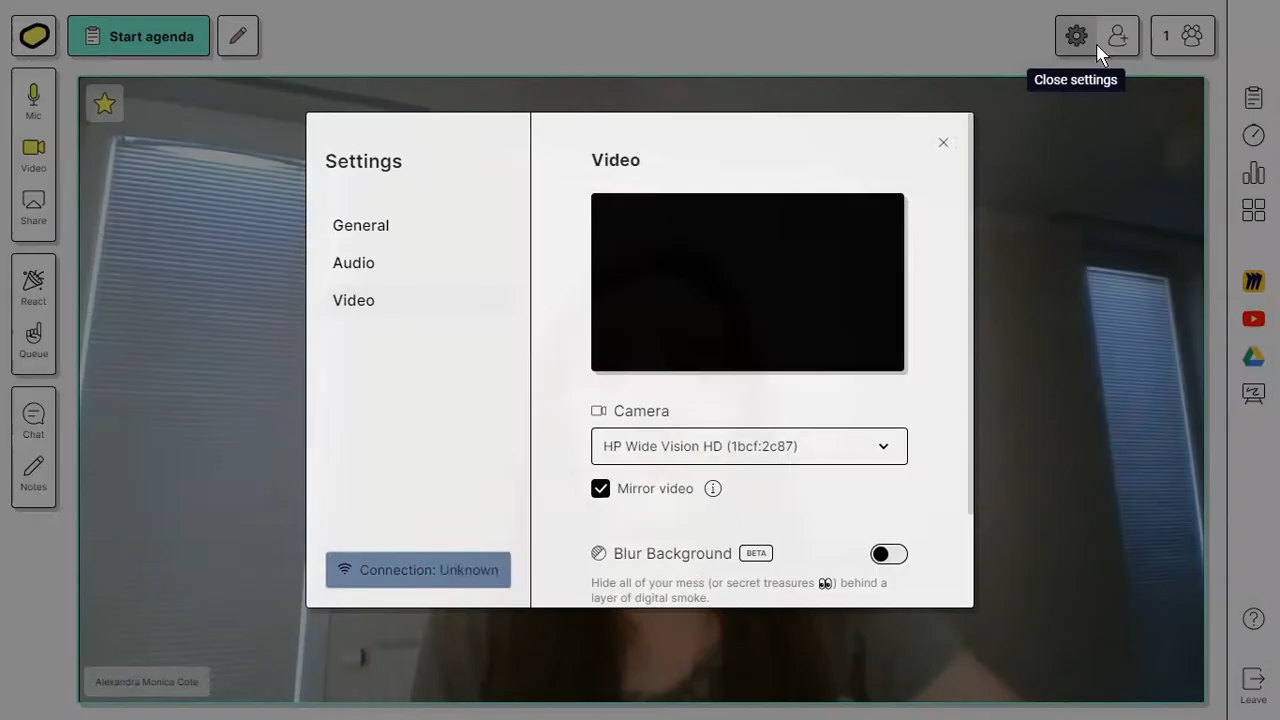 Start agenda
1
Close settings
Mic
Video
Share
React
Queue
Chat
Notes
Settings
General
Audio
Video
Connection: Unknown
Video
Camera
HP Wide Vision HD (1bcf:2c87)
Mirror video
Blur Background BETA
Hide all of your mess (or secret treasures 👀) behind a
layer of digital smoke.
Alexandra Monica Cote
Leave